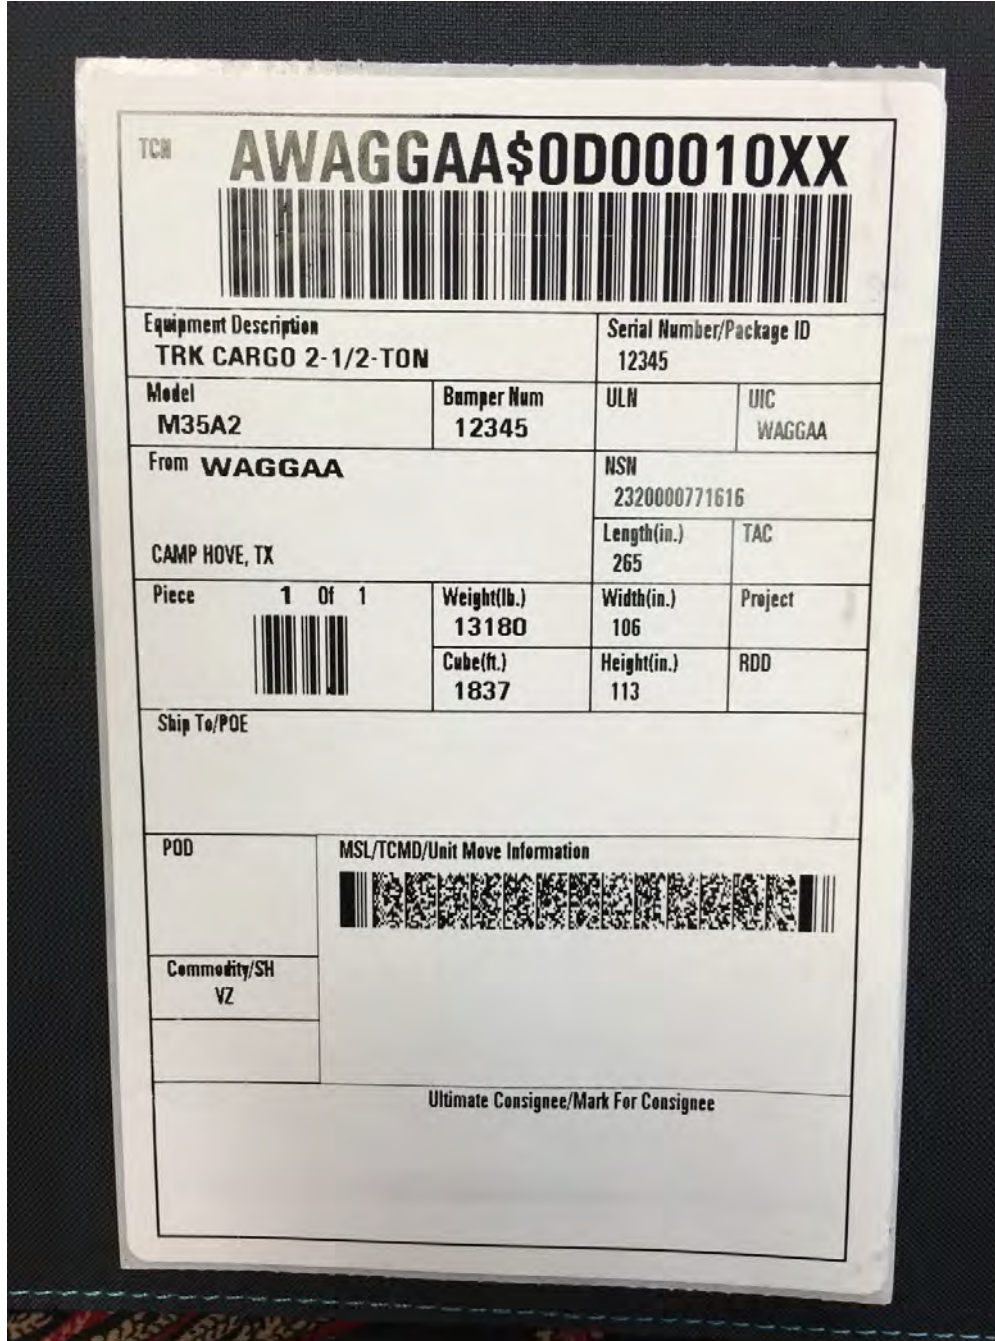 TCN AWAGGAA$0D00010XX
Equipment Description
TRK CARGO 2-1/2-TON
Serial Number/Package ID
12345
Model
M35A2
Bumper Num
12345
ULN
UIC
WAGGAA
From WAGGAA
CAMP HOVE, TX
NSN
2320000771616
Length(in.)
265
TAC
Piece 1 Of 1
Weight(lb.)
13180
Width(in.)
106
Project
Cube(ft.)
1837
Height(in.)
113
RDD
Ship To/POE
POD
MSL/TCMD/Unit Move Information
Commodity/SH
VZ
Ultimate Consignee/Mark For Consignee